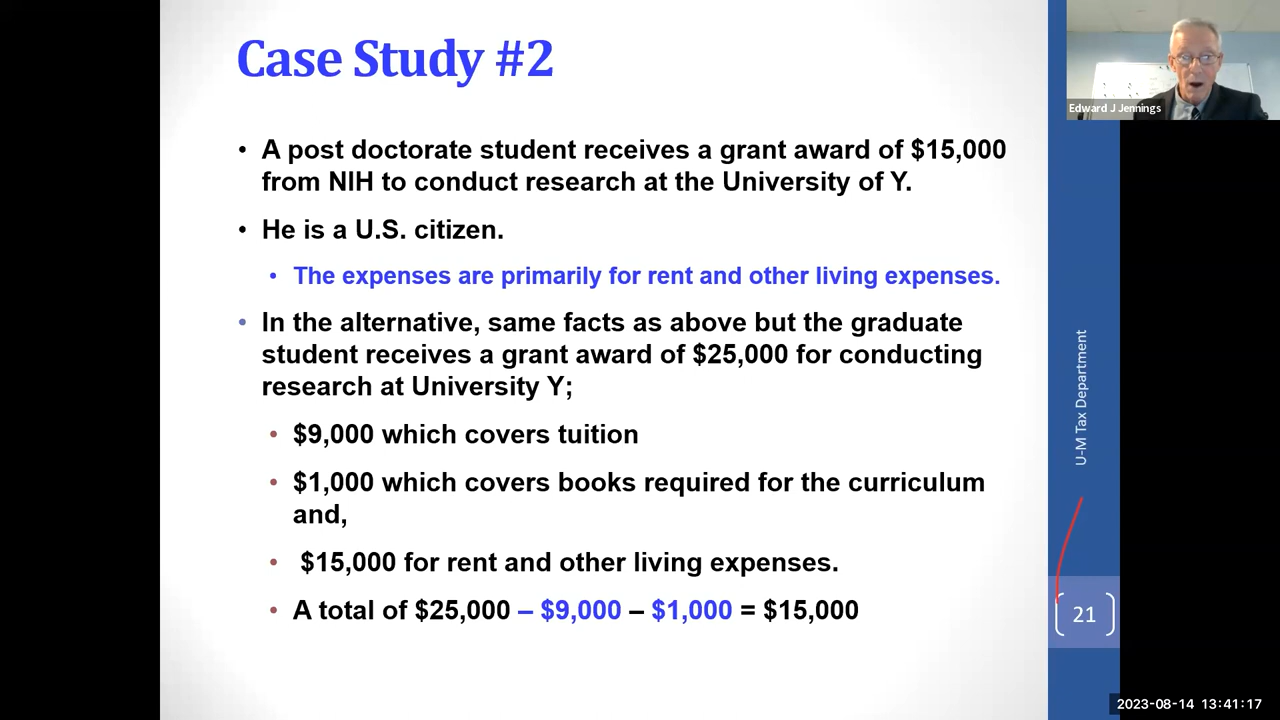 Case Study #2
• A post doctorate student receives a grant award of $15,000
from NIH to conduct research at the University of Y.
• He is a U.S. citizen.
• The expenses are primarily for rent and other living expenses.
• In the alternative, same facts as above but the graduate
student receives a grant award of $25,000 for conducting
research at University Y;
• $9,000 which covers tuition
• $1,000 which covers books required for the curriculum
and,
• $15,000 for rent and other living expenses.
• A total of $25,000 – $9,000 – $1,000 = $15,000
Edward J Jennings
U-M Tax Department
21
2023-08-14 13:41:17